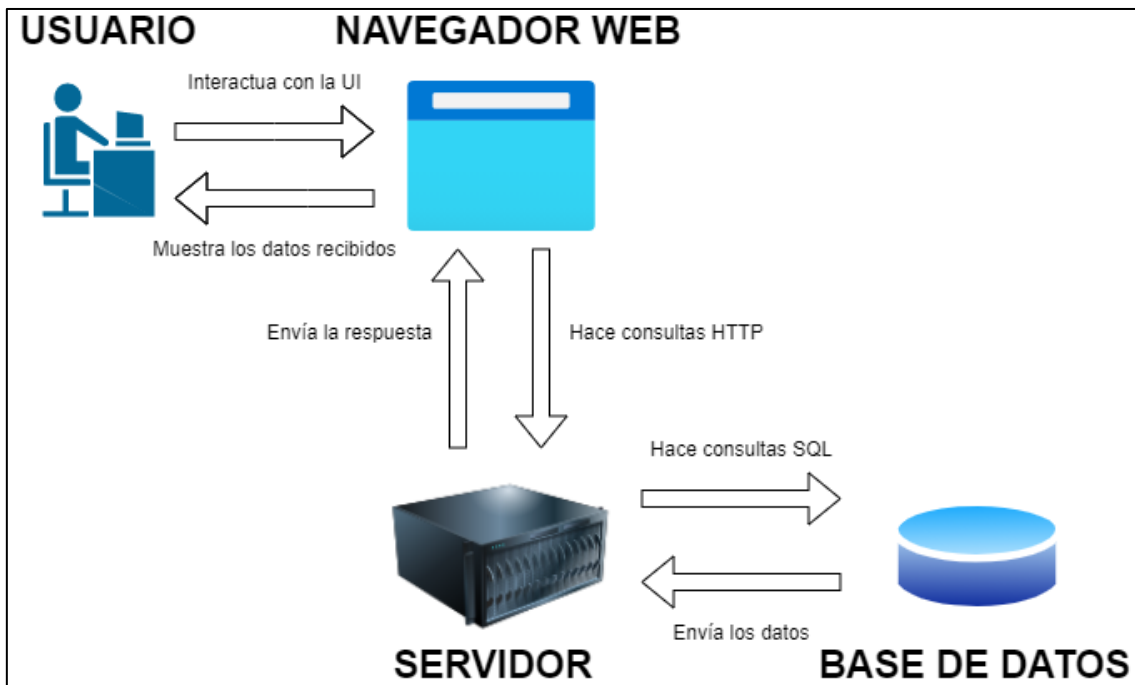 USUARIO
NAVEGADOR WEB
Interactua con la UI
Muestra los datos recibidos
Envía la respuesta
Hace consultas HTTP
Hace consultas SQL
Envía los datos
SERVIDOR
BASE DE DATOS